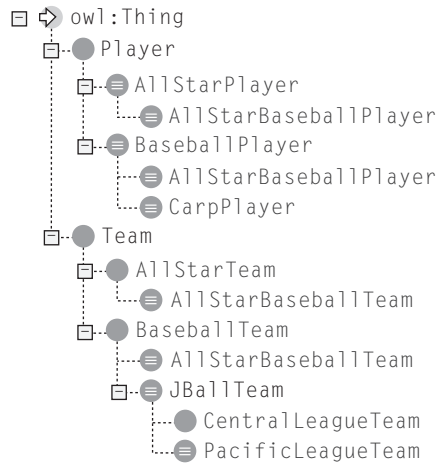 owl:Thing
Player
AllStarPlayer
AllStarBaseballPlayer
BaseballPlayer
AllStarBaseballPlayer
CarpPlayer
Team
AllStarTeam
AllStarBaseballTeam
BaseballTeam
AllStarBaseballTeam
JBallTeam
CentralLeagueTeam
PacificLeagueTeam